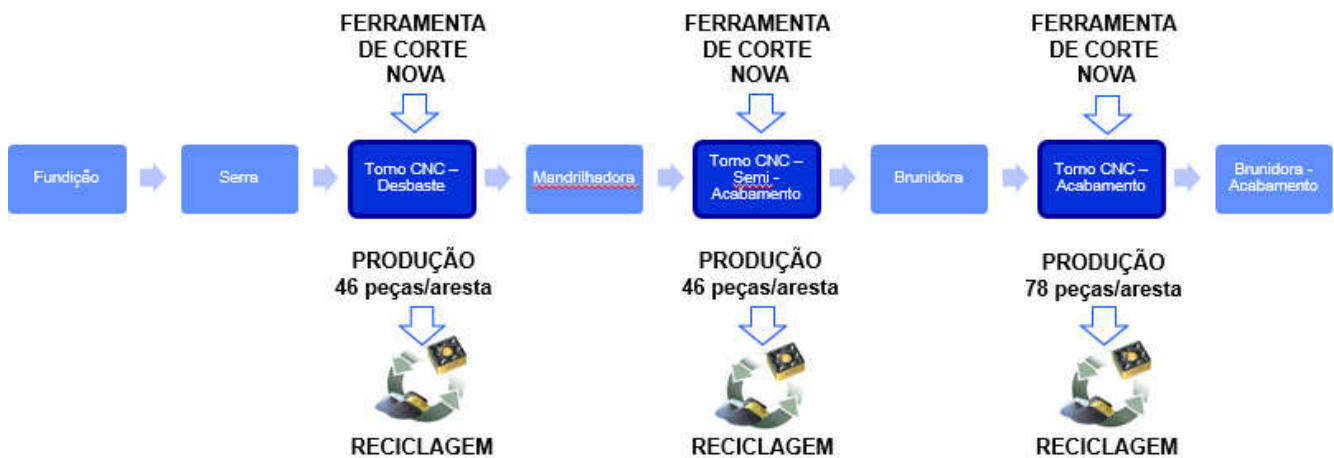 FERRAMENTA
DE CORTE
NOVA
FERRAMENTA
DE CORTE
NOVA
FERRAMENTA
DE CORTE
NOVA
Fundição
Serra
Torno CNC –
Desbaste
Mandrilhadora
Torno CNC –
Semi -
Acabamento
Brunidora
Torno CNC –
Acabamento
Brunidora -
Acabamento
PRODUÇÃO
46 peças/aresta
PRODUÇÃO
46 peças/aresta
PRODUÇÃO
78 peças/aresta
RECICLAGEM
RECICLAGEM
RECICLAGEM